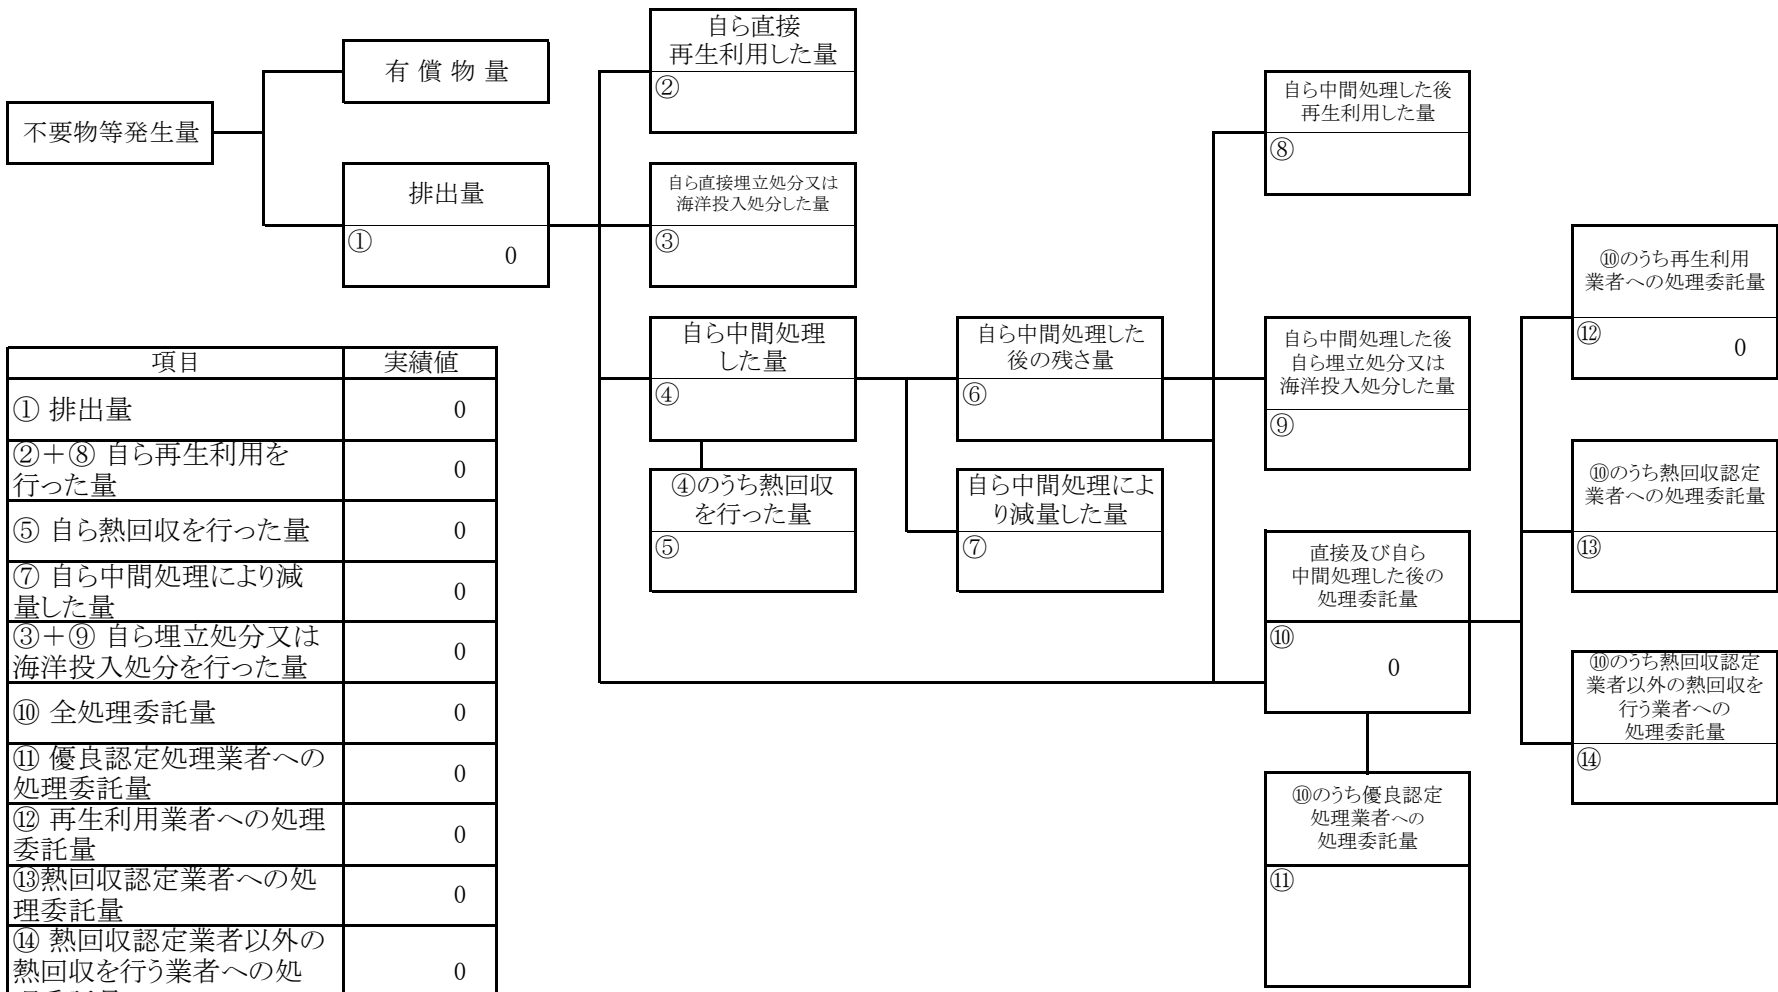 不要物等発生量
有 償 物 量
排出量
①
0
自ら直接
再生利用した量
②
自ら直接埋立処分又は
海洋投入処分した量
③
自ら中間処理
した量
④
④のうち熱回収
を行った量
⑤
自ら中間処理した
後の残さ量
⑥
自ら中間処理によ
り減量した量
⑦
自ら中間処理した後
再生利用した量
⑧
自ら中間処理した後
自ら埋立処分又は
海洋投入処分した量
⑨
直接及び自ら
中間処理した後の
処理委託量
⑩
0
⑩のうち優良認定
処理業者への
処理委託量
⑪
⑩のうち再生利用
業者への処理委託量
⑫
0
⑩のうち熱回収認定
業者への処理委託量
⑬
⑩のうち熱回収認定
業者以外の熱回収を
行う業者への
処理委託量
⑭
項目 実績値
① 排出量 0
②＋⑧ 自ら再生利用を
行った量 0
⑤ 自ら熱回収を行った量 0
⑦ 自ら中間処理により減
量した量 0
③＋⑨ 自ら埋立処分又は
海洋投入処分を行った量 0
⑩ 全処理委託量 0
⑪ 優良認定処理業者への
処理委託量 0
⑫ 再生利用業者への処理
委託量 0
⑬熱回収認定業者への処
理委託量 0
⑭ 熱回収認定業者以外の
熱回収を行う業者への処 0